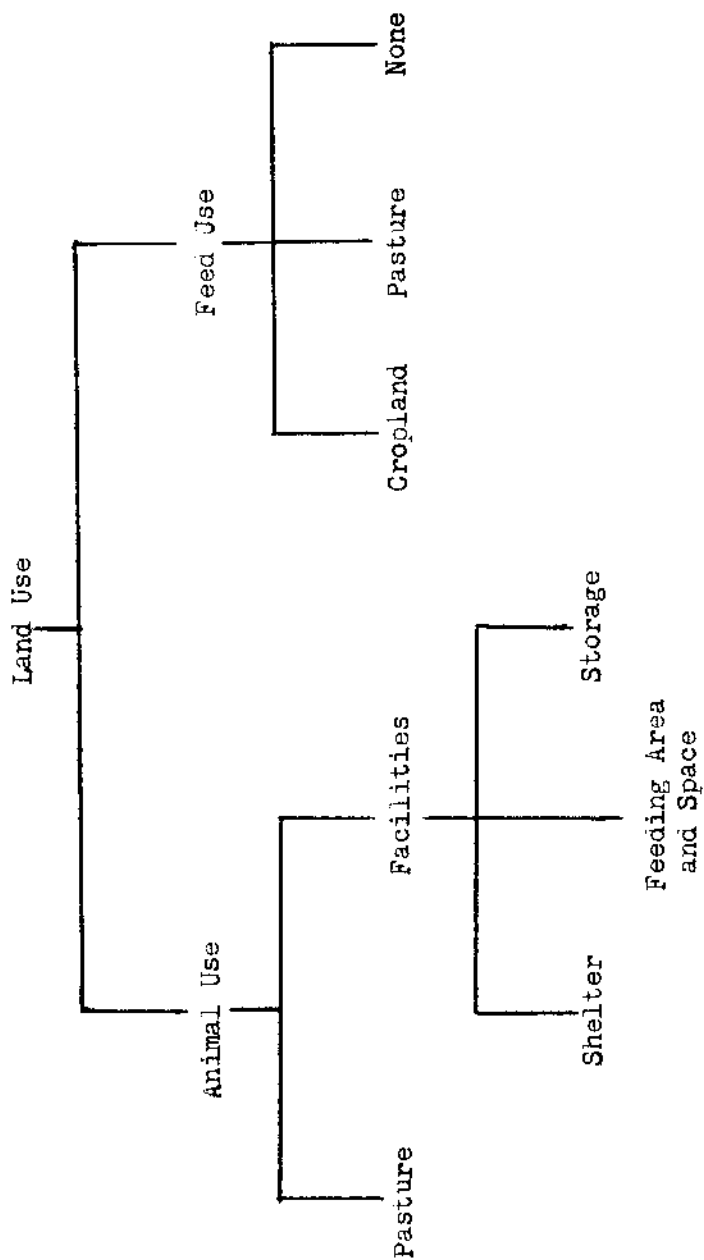 Land Use
Animal Use
Feed Use
Pasture
Facilities
Cropland
Pasture
None
Shelter
Feeding Area
and Space
Storage